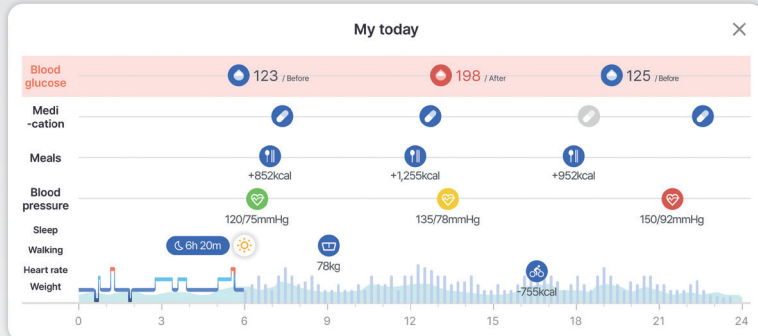 My today
Blood
glucose
123 / Before
198 / After
125 / Before
Medi
-cation
Meals
+852kcal
+1,255kcal
+952kcal
Blood
pressure
120/75mmHg
135/78mmHg
150/92mmHg
Sleep
6h 20m
Walking
78kg
Heart rate
Weight
-755kcal
0 3 6 9 12 15 18 21 24